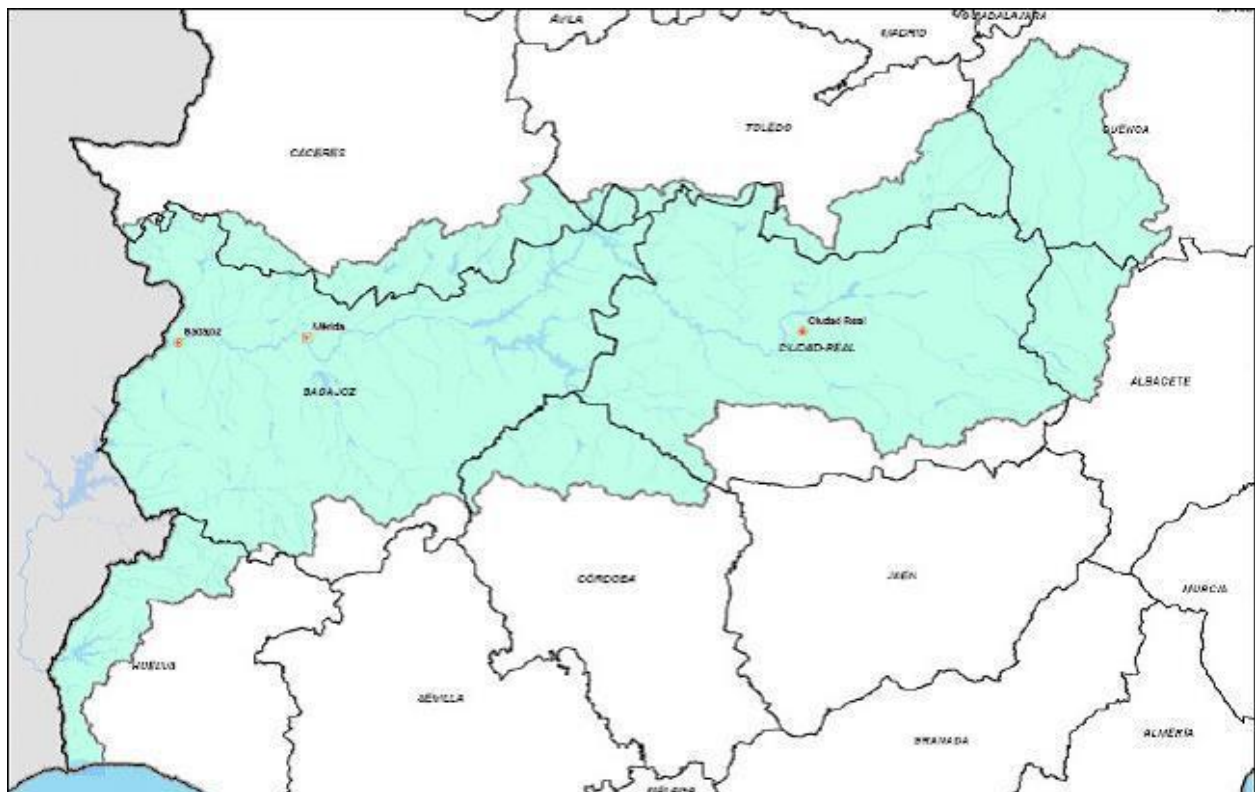 ÁVILA
MADRID
GUADALAJARA
TOLEDO
CUENCA
CÁCERES
Badajoz
Mérida
Ciudad Real
CIUDAD-REAL
BADAJOZ
ALBACETE
CÓRDOBA
JAÉN
MURCIA
HUELVA
SEVILLA
GRANADA
ALMERÍA
MÁLAGA